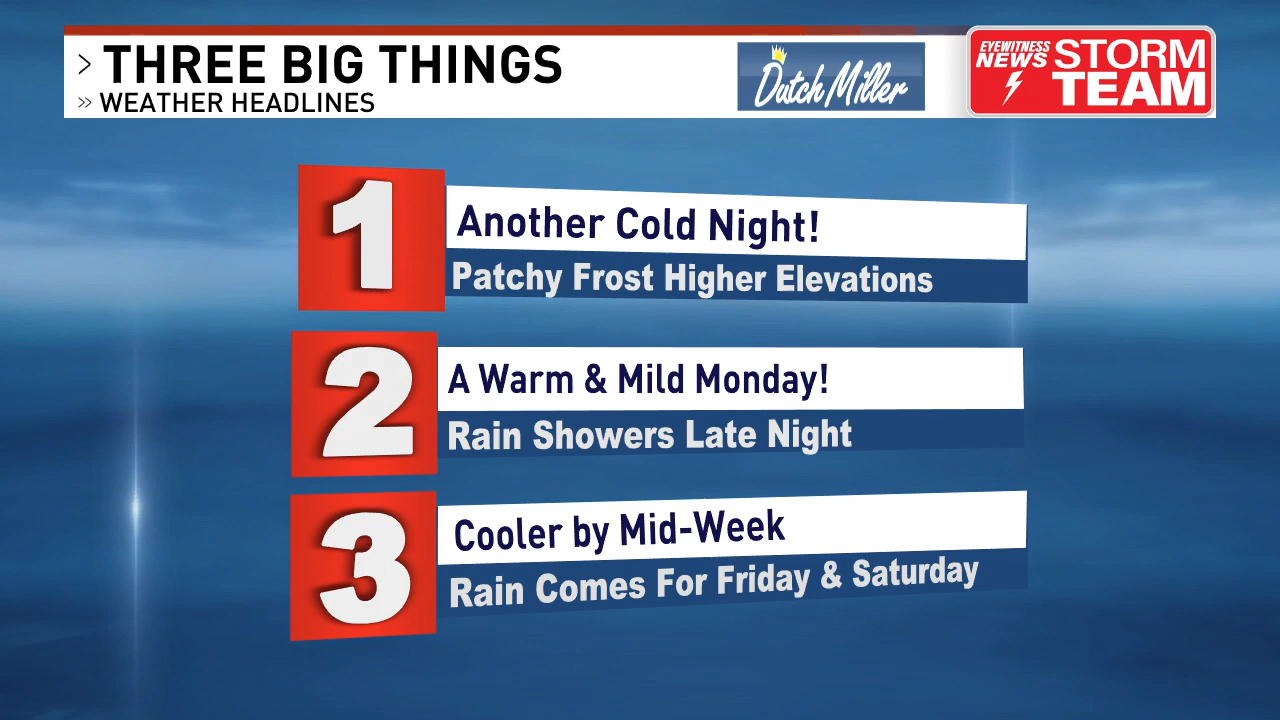 > THREE BIG THINGS
» WEATHER HEADLINES
Dutch Miller
EYEWITNESS
NEWS
STORM
TEAM
1
Another Cold Night!
Patchy Frost Higher Elevations
2
A Warm & Mild Monday!
Rain Showers Late Night
3
Cooler by Mid-Week
Rain Comes For Friday & Saturday